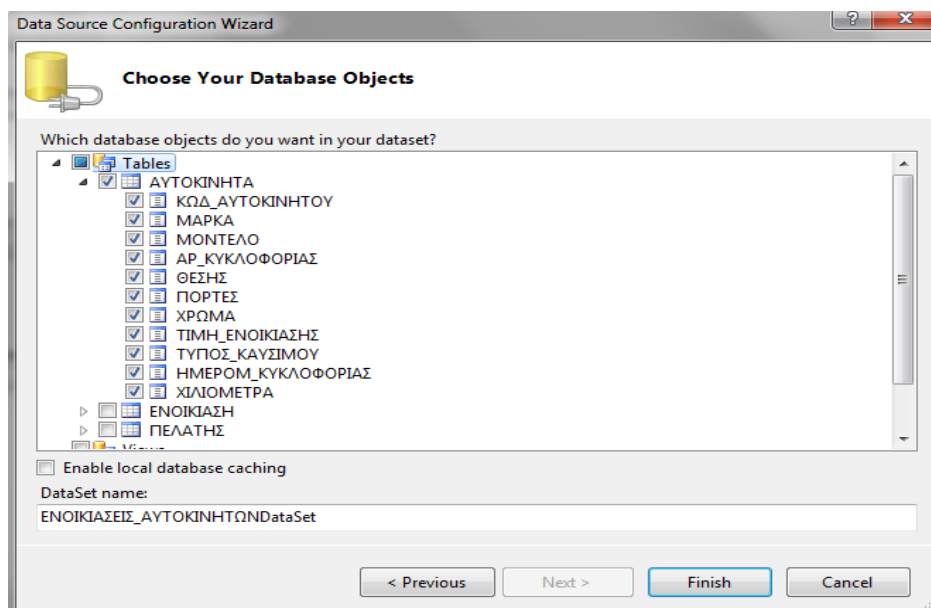 Data Source Configuration Wizard
Choose Your Database Objects
Which database objects do you want in your dataset?
Tables
ΑΥΤΟΚΙΝΗΤΑ
ΚΩΔ_ΑΥΤΟΚΙΝΗΤΟΥ
ΜΑΡΚΑ
ΜΟΝΤΕΛΟ
ΑΡ_ΚΥΚΛΟΦΟΡΙΑΣ
ΘΕΣΗΣ
ΠΟΡΤΕΣ
ΧΡΩΜΑ
ΤΙΜΗ_ΕΝΟΙΚΙΑΣΗΣ
ΤΥΠΟΣ_ΚΑΥΣΙΜΟΥ
ΗΜΕΡΟΜ_ΚΥΚΛΟΦΟΡΙΑΣ
ΧΙΛΙΟΜΕΤΡΑ
ΕΝΟΙΚΙΑΣΗ
ΠΕΛΑΤΗΣ
Views
Enable local database caching
DataSet name:
ΕΝΟΙΚΙΑΣΕΙΣ_ΑΥΤΟΚΙΝΗΤΩΝDataSet
< Previous
Next >
Finish
Cancel